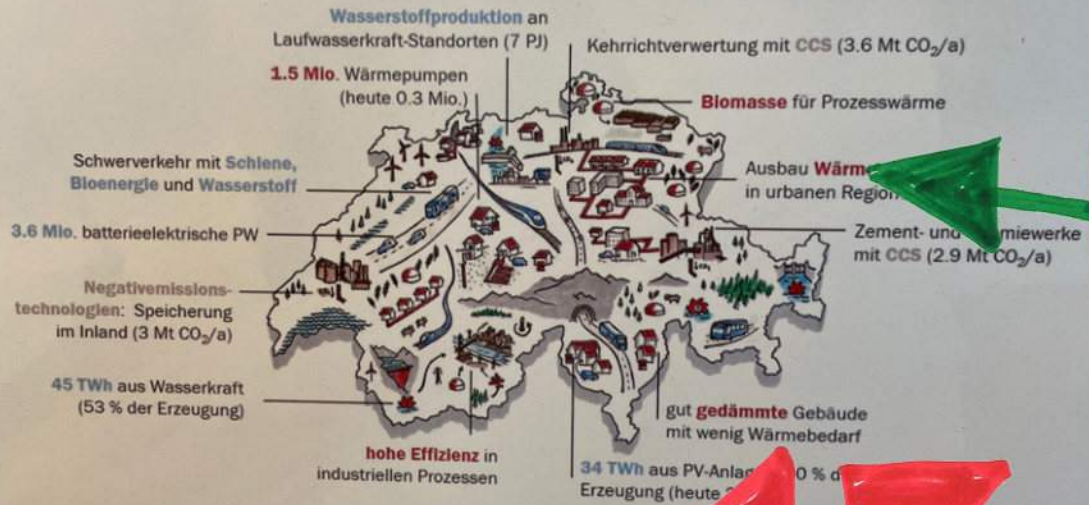 Wasserstoffproduktion an
Laufwasserkraft-Standorten (7 PJ)
Kehrrichtverwertung mit CCS (3.6 Mt CO₂/a)
1.5 Mio. Wärmepumpen
(heute 0.3 Mio.)
Biomasse für Prozesswärme
Schwerverkehr mit Schiene,
Bioenergie und Wasserstoff
Ausbau
in urbanen
3.6 Mio. batterieelektrische PW
Zement- und
mit CCS (2.9 Mt CO₂/a)
Negativemissions-
technologien: Speicherung
im Inland (3 Mt CO₂/a)
45 TWh aus Wasserkraft
(53 % der Erzeugung)
gut gedämmte Gebäude
mit wenig Wärmebedarf
hohe Effizienz in
industriellen Prozessen
34 TWh aus
Erzeugung (heute